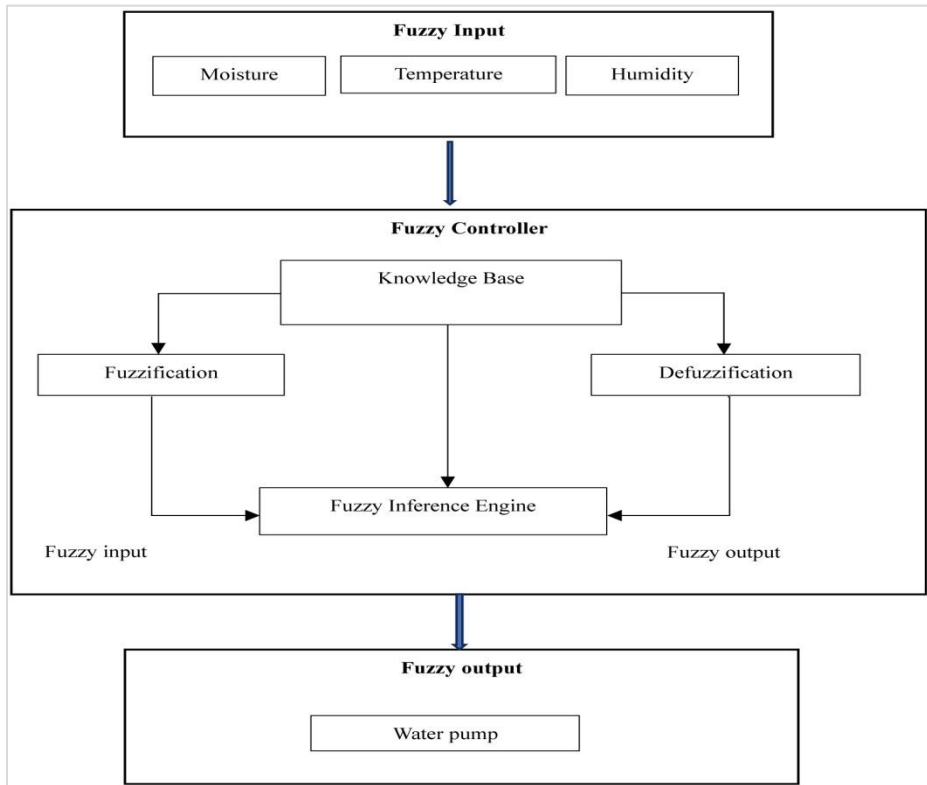 Fuzzy Input
Moisture
Temperature
Humidity
Fuzzy Controller
Knowledge Base
Fuzzification
Defuzzification
Fuzzy Inference Engine
Fuzzy input
Fuzzy output
Fuzzy output
Water pump